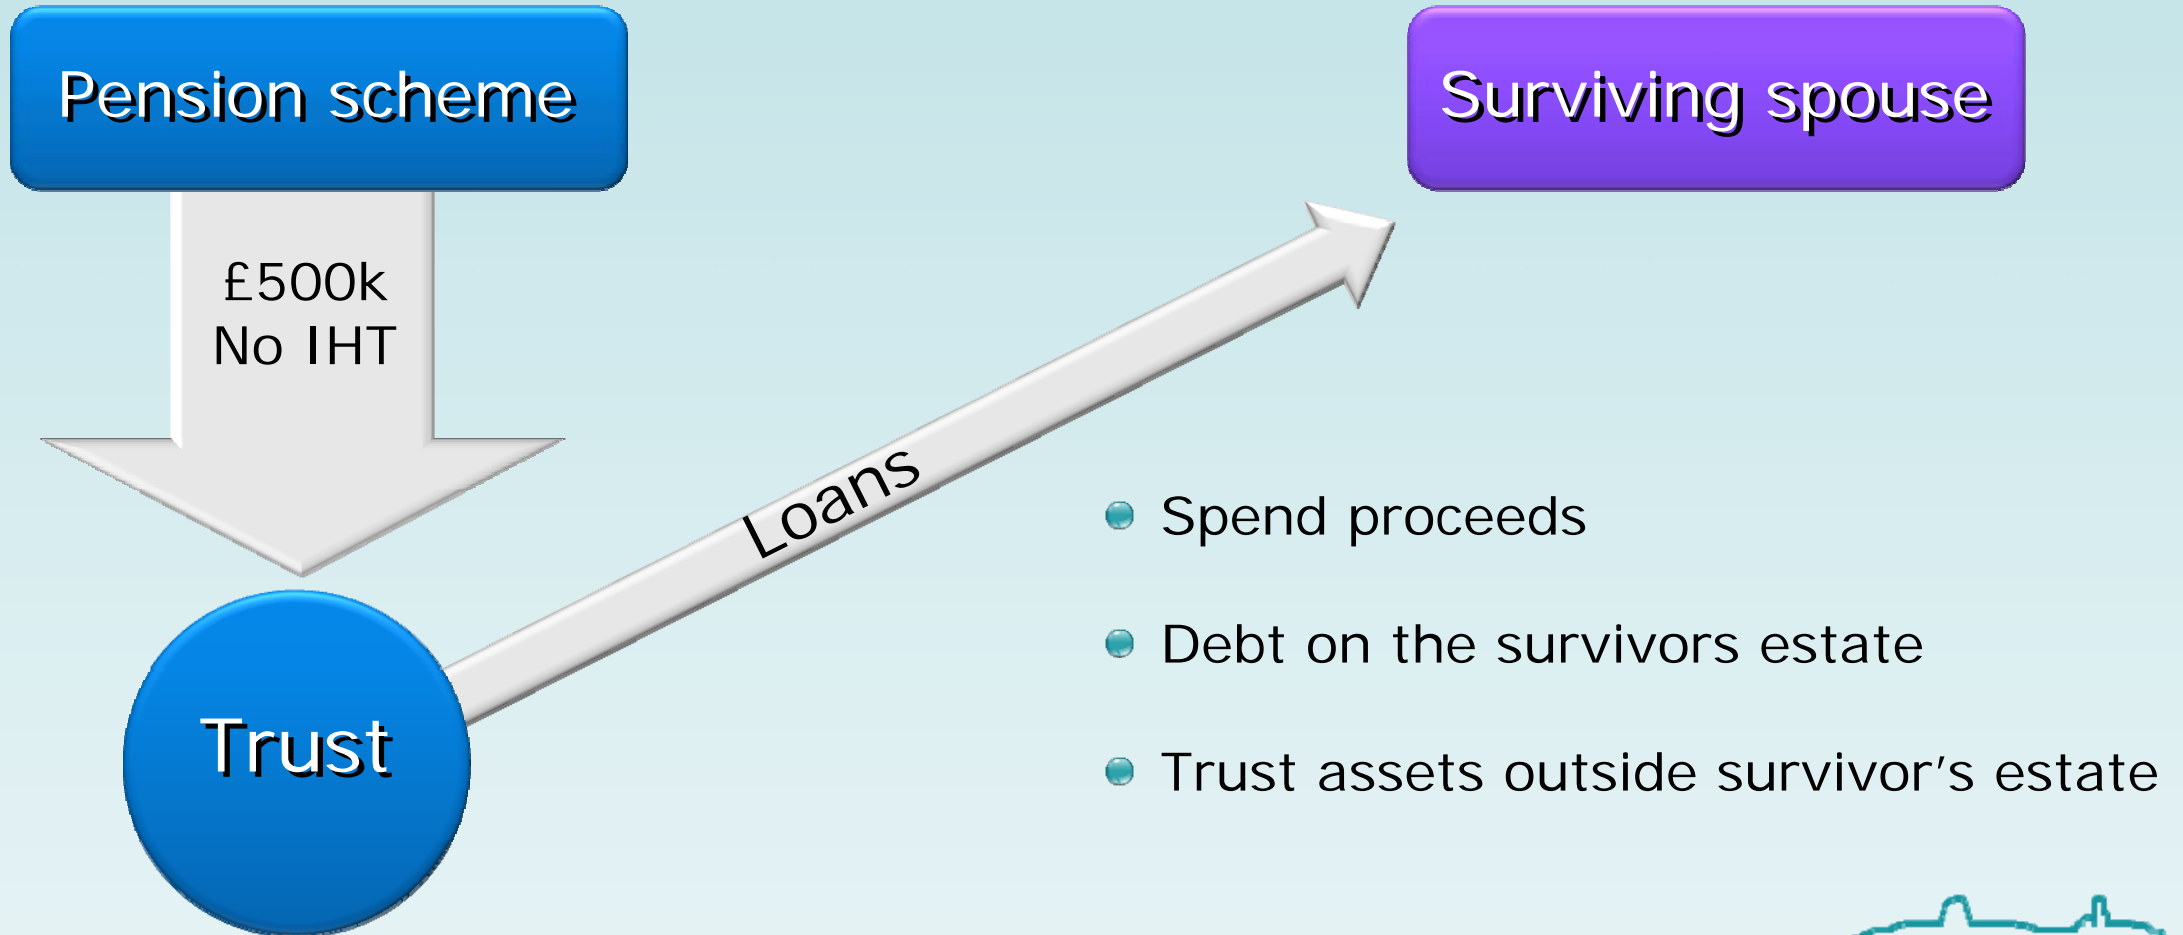 Pension scheme
Surviving spouse
£500k
No IHT
Loans
Spend proceeds
Debt on the survivors estate
Trust
Trust assets outside survivor’s estate